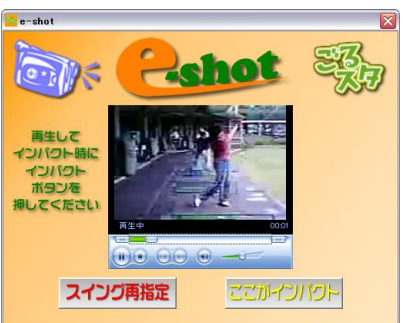 e-shot
e-shot
ごるスタ
再生して
インパクト時に
インパクト
ボタンを
押してください
再生中
00:01
スイング再指定
ここがインパクト